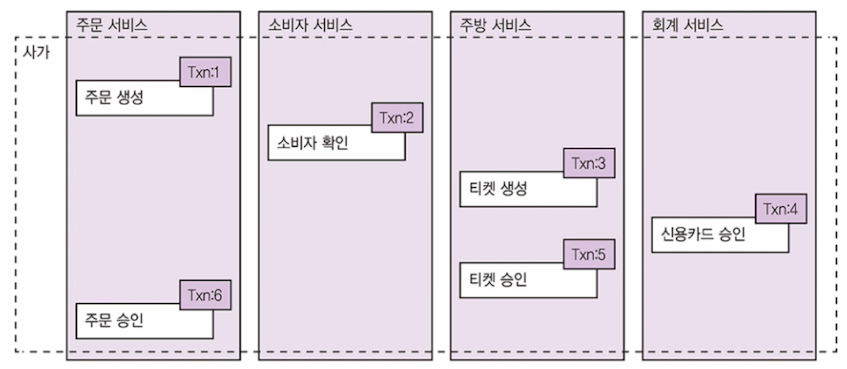 주문 서비스
소비자 서비스
주방 서비스
회계 서비스
사가
Txn:1
주문 생성
Txn:2
소비자 확인
Txn:3
티켓 생성
Txn:4
신용카드 승인
Txn:5
티켓 승인
Txn:6
주문 승인